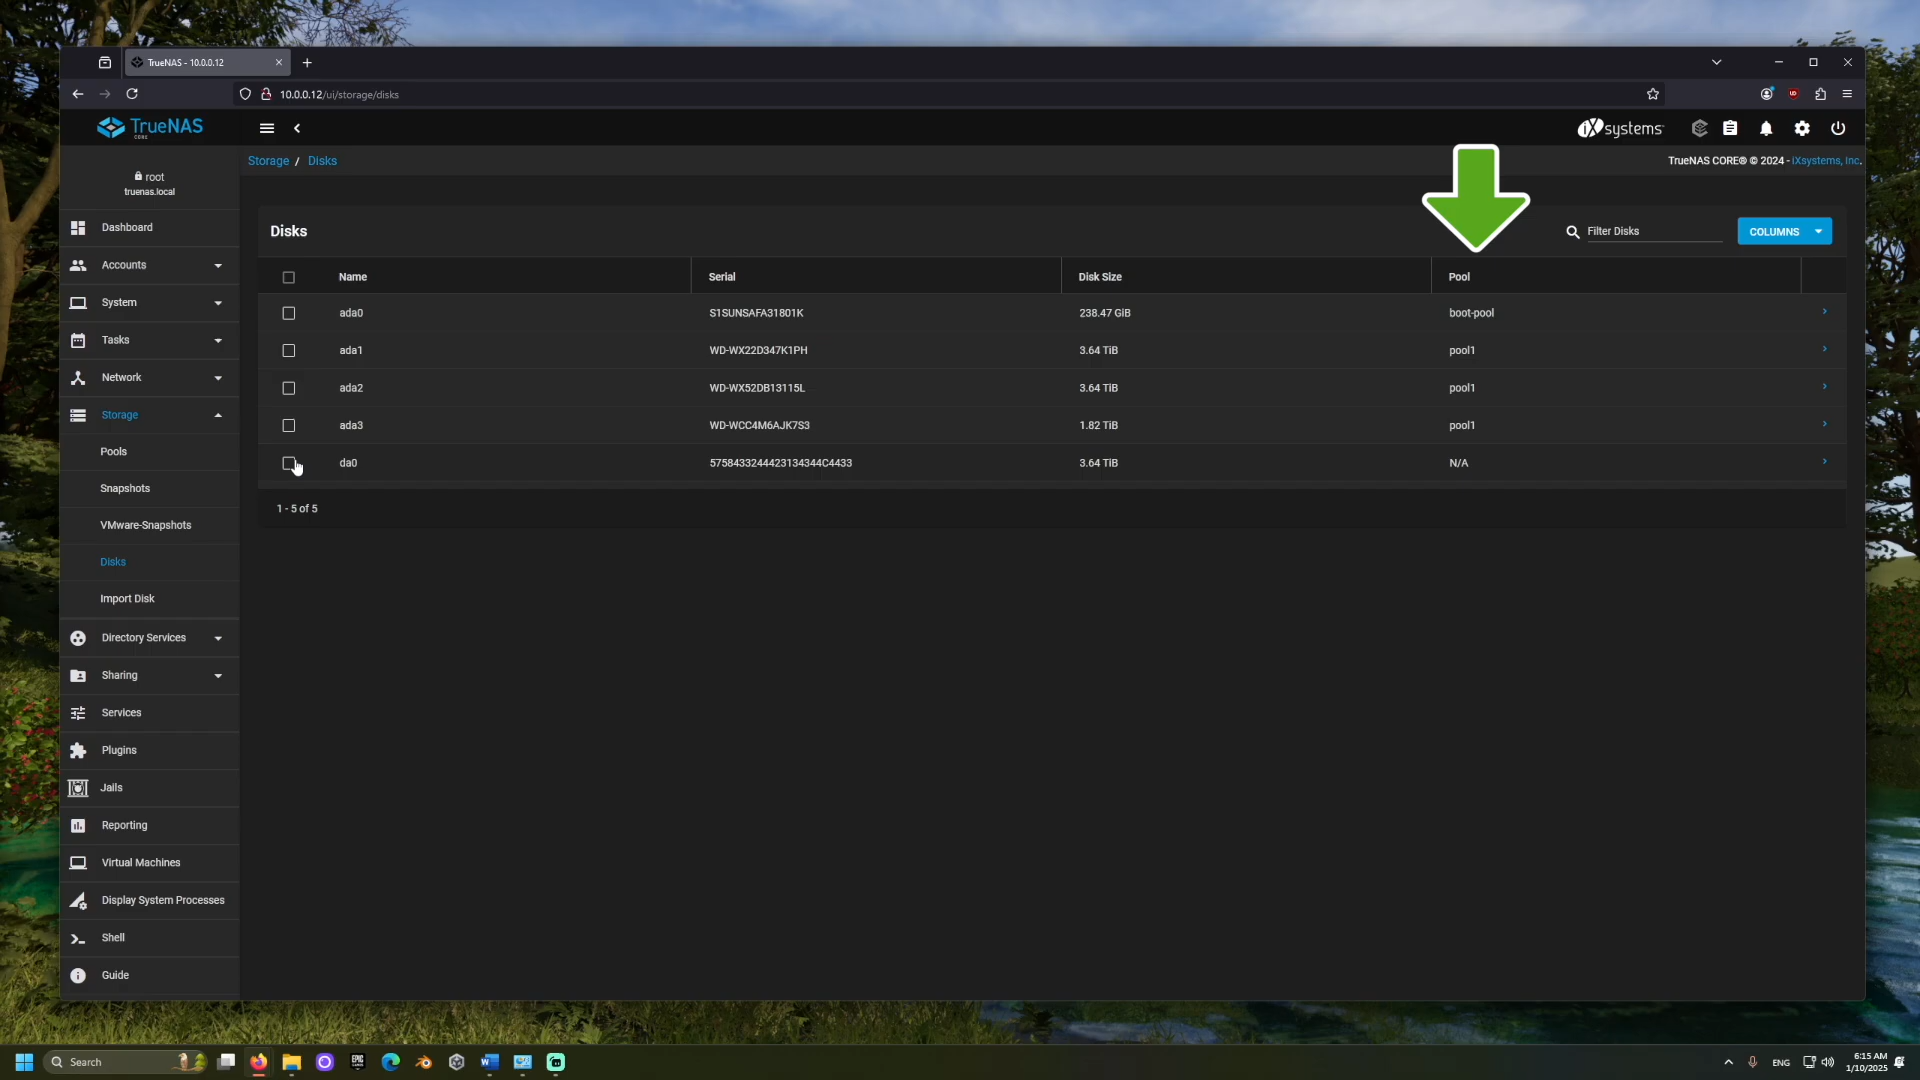 TrueNAS - 10.0.0.12
10.0.0.12/ui/storage/disks
TrueNAS
CORE
iXsystems
root
truenas.local
Storage / Disks
TrueNAS CORE® © 2024 - iXsystems, Inc.
Dashboard
Accounts
System
Tasks
Network
Storage
Pools
Snapshots
VMware-Snapshots
Disks
Import Disk
Directory Services
Sharing
Services
Plugins
Jails
Reporting
Virtual Machines
Display System Processes
Shell
Guide
Disks
Filter Disks
COLUMNS
Name Serial Disk Size Pool
ada0 S1SUNSAFA31801K 238.47 GiB boot-pool
ada1 WD-WX22D347K1PH 3.64 TiB pool1
ada2 WD-WX52DB13115L 3.64 TiB pool1
ada3 WD-WCC4M6AJK7S3 1.82 TiB pool1
da0 5758433244423134344C4433 3.64 TiB N/A
1 - 5 of 5
Search
EPIC
GAMES
W
ENG
6:15 AM
1/10/2025